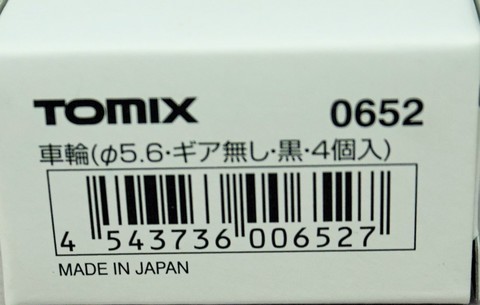 TOMIX 0652
車輪(φ5.6・ギア無し・黒・4個入)
4 543736 006527
MADE IN JAPAN